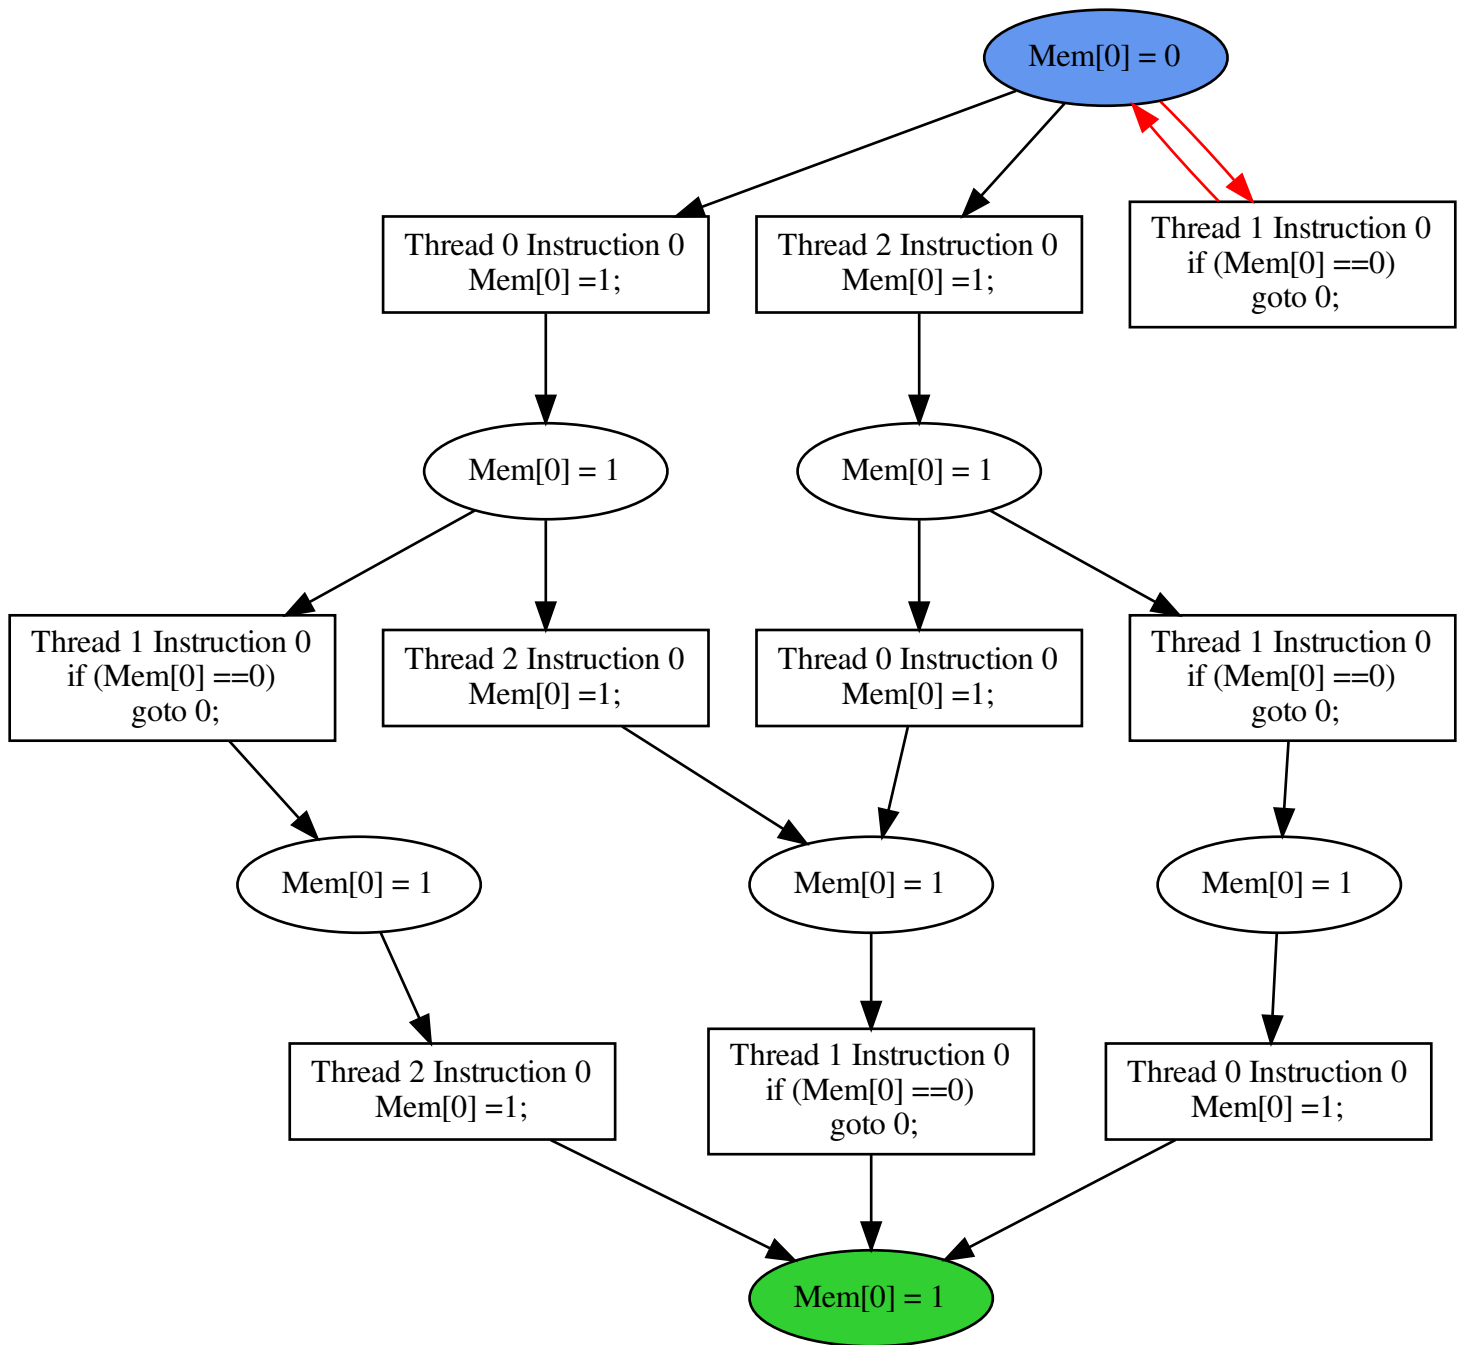 Mem[0] = 0
Thread 0 Instruction 0
Mem[0] =1;
Thread 2 Instruction 0
Mem[0] =1;
Thread 1 Instruction 0
if (Mem[0] ==0)
goto 0;
Mem[0] = 1
Mem[0] = 1
Thread 1 Instruction 0
if (Mem[0] ==0)
goto 0;
Thread 2 Instruction 0
Mem[0] =1;
Thread 0 Instruction 0
Mem[0] =1;
Thread 1 Instruction 0
if (Mem[0] ==0)
goto 0;
Mem[0] = 1
Mem[0] = 1
Mem[0] = 1
Thread 2 Instruction 0
Mem[0] =1;
Thread 1 Instruction 0
if (Mem[0] ==0)
goto 0;
Thread 0 Instruction 0
Mem[0] =1;
Mem[0] = 1